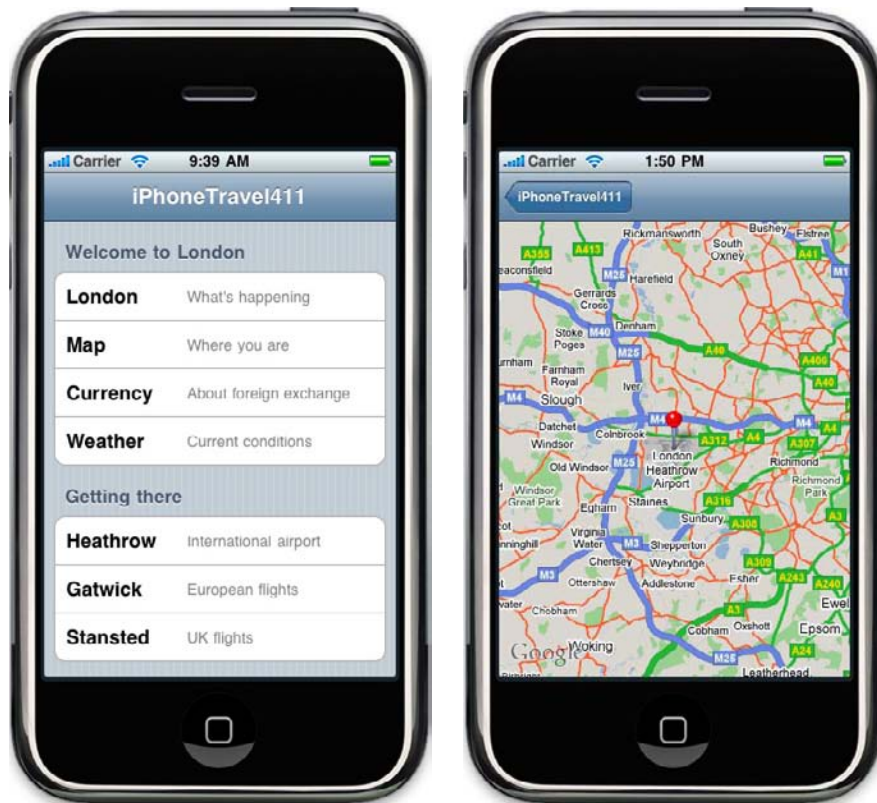 Carrier 9:39 AM
iPhoneTravel411
Welcome to London
London What's happening
Map Where you are
Currency About foreign exchange
Weather Current conditions
Getting there
Heathrow International airport
Gatwick European flights
Stansted UK flights
Carrier 1:50 PM
iPhoneTravel411
Rickmansworth
Bushey
Elstree
South
Oxney
A355
A413
A41
M1
M25
Harefield
Gerrards
Cross
Stoke
Poges
M40
Denham
M25
A40
A406
A40
Farnham
Royal
Iver
M4
Slough
M4
M4
A4
Datchet
Colnbrook
A312
A4
A307
Windsor
London
Heathrow
Airport
Old Windsor
M25
Richmond
Richmond
Park
Windsor
Great Park
Staines
A316
A3
Egham
Sunbury
A308
Virginia
Water
M3
Shepperton
Chertsey
Weybridge
A309
M3
Ottershaw
Addlestone
Esher
A243
A240
Chobham
A3
Ewel
Cobham
Oxshott
Epsom
Google
Woking
M25
A24
Leatherhead